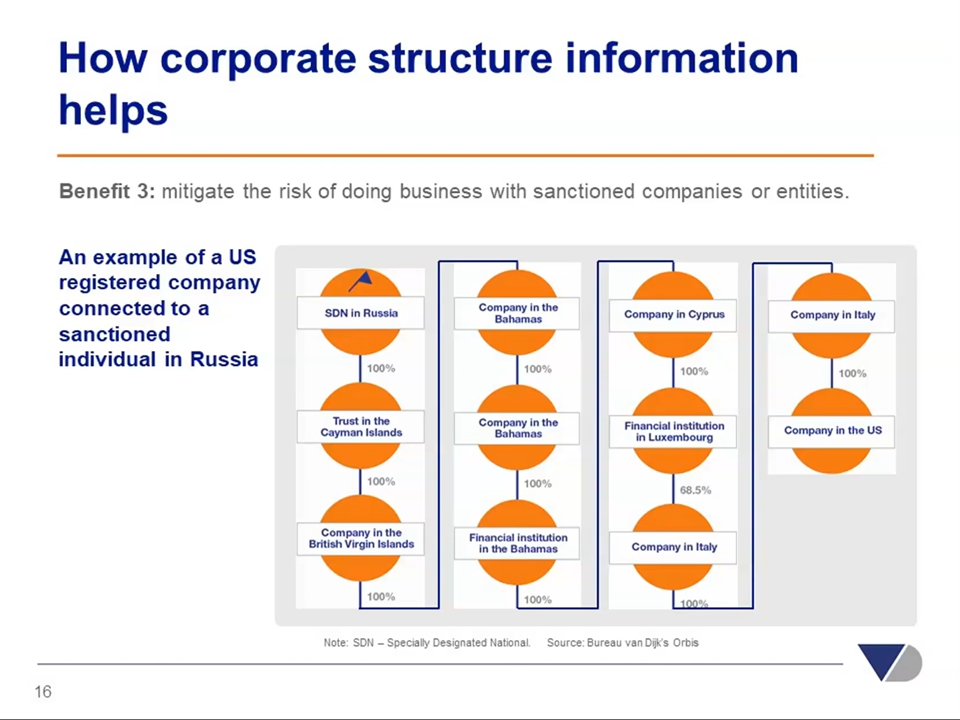 How corporate structure information
helps
Benefit 3: mitigate the risk of doing business with sanctioned companies or entities.
An example of a US
registered company
connected to a
sanctioned
individual in Russia
SDN in Russia
100%
Trust in the
Cayman Islands
100%
Company in the
British Virgin Islands
100%
Company in the
Bahamas
100%
Company in the
Bahamas
100%
Financial institution
in the Bahamas
100%
Company in Cyprus
100%
Financial institution
in Luxembourg
68.5%
Company in Italy
100%
Company in Italy
100%
Company in the US
Note: SDN – Specially Designated National. Source: Bureau van Dijk's Orbis
16